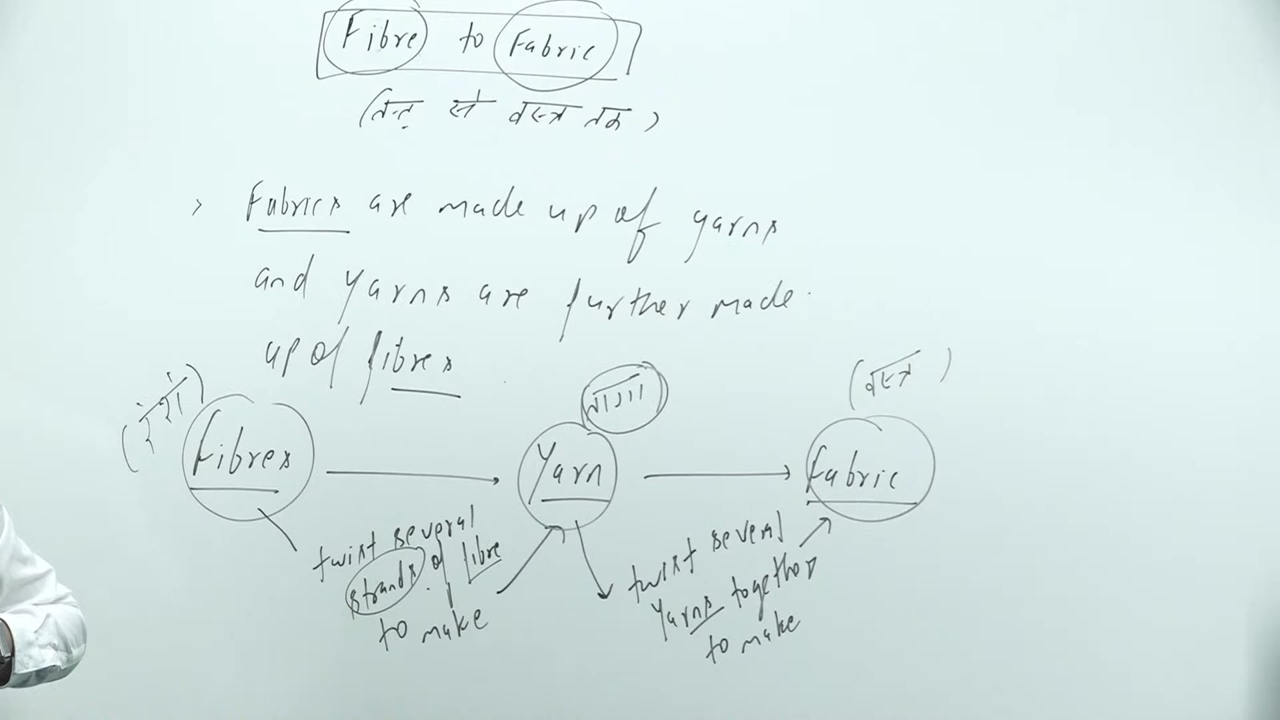 Fibre to Fabric
(तन्तु से वस्त्र तक)
> Fabrics are made up of yarns
and yarns are further made
up of fibres
(रेशें)
तागा
(वस्त्र)
Fibres → Yarn → Fabric
twist several
strands of fibre
to make
twist several
yarns together
to make